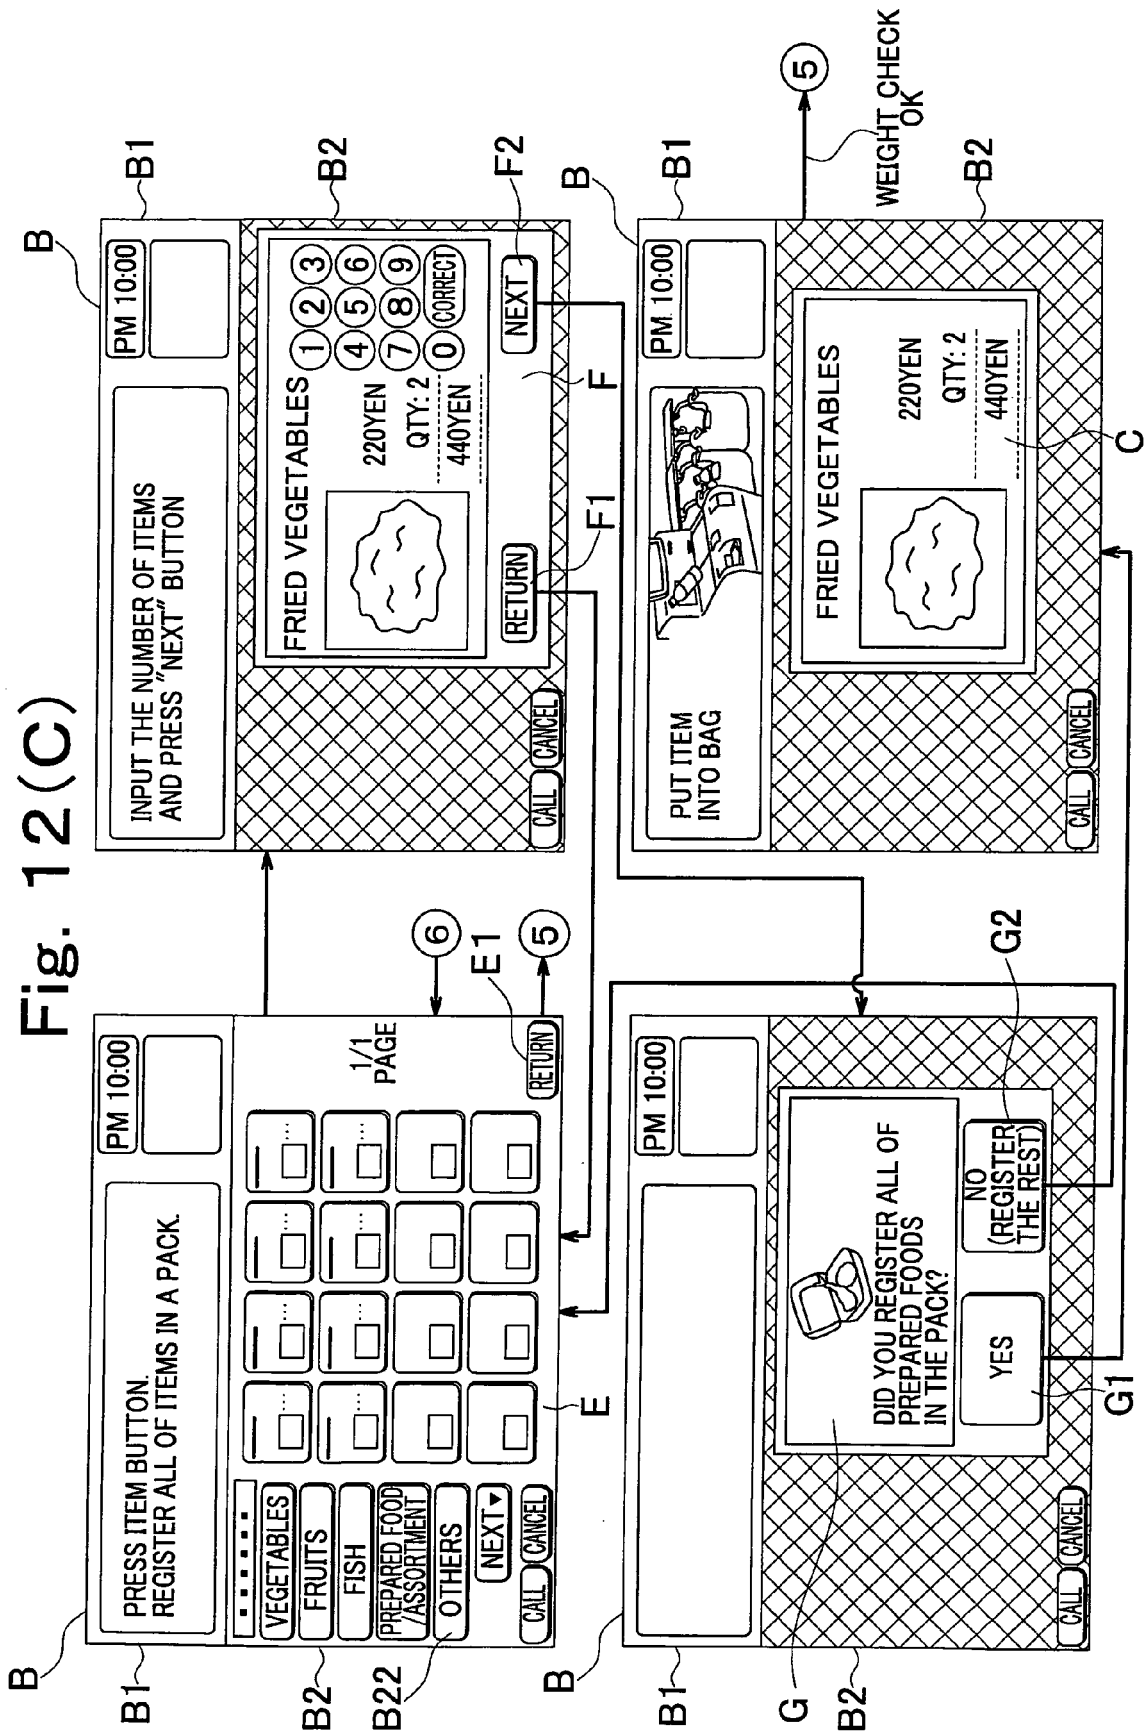 Fig. 12(C)
B
B1
PRESS ITEM BUTTON.
REGISTER ALL OF ITEMS IN A PACK.
PM 10:00
VEGETABLES
FRUITS
FISH
PREPARED FOOD
/ASSORTMENT
OTHERS
NEXT▼
CALL
CANCEL
1/1
PAGE
RETURN
B2
B22
E
E1
6
5
B
B1
INPUT THE NUMBER OF ITEMS
AND PRESS "NEXT" BUTTON
PM 10:00
FRIED VEGETABLES
220YEN
QTY: 2
440YEN
1 2 3
4 5 6
7 8 9
0 CORRECT
RETURN
NEXT
CALL
CANCEL
B2
F2
F
F1
B
B1
PM 10:00
DID YOU REGISTER ALL OF
PREPARED FOODS
IN THE PACK?
YES
NO
(REGISTER
THE REST)
CALL
CANCEL
G
B2
G1
G2
B
B1
PUT ITEM
INTO BAG
PM. 10:00
FRIED VEGETABLES
220YEN
QTY: 2
440YEN
CALL
CANCEL
C
B2
5
WEIGHT CHECK
OK